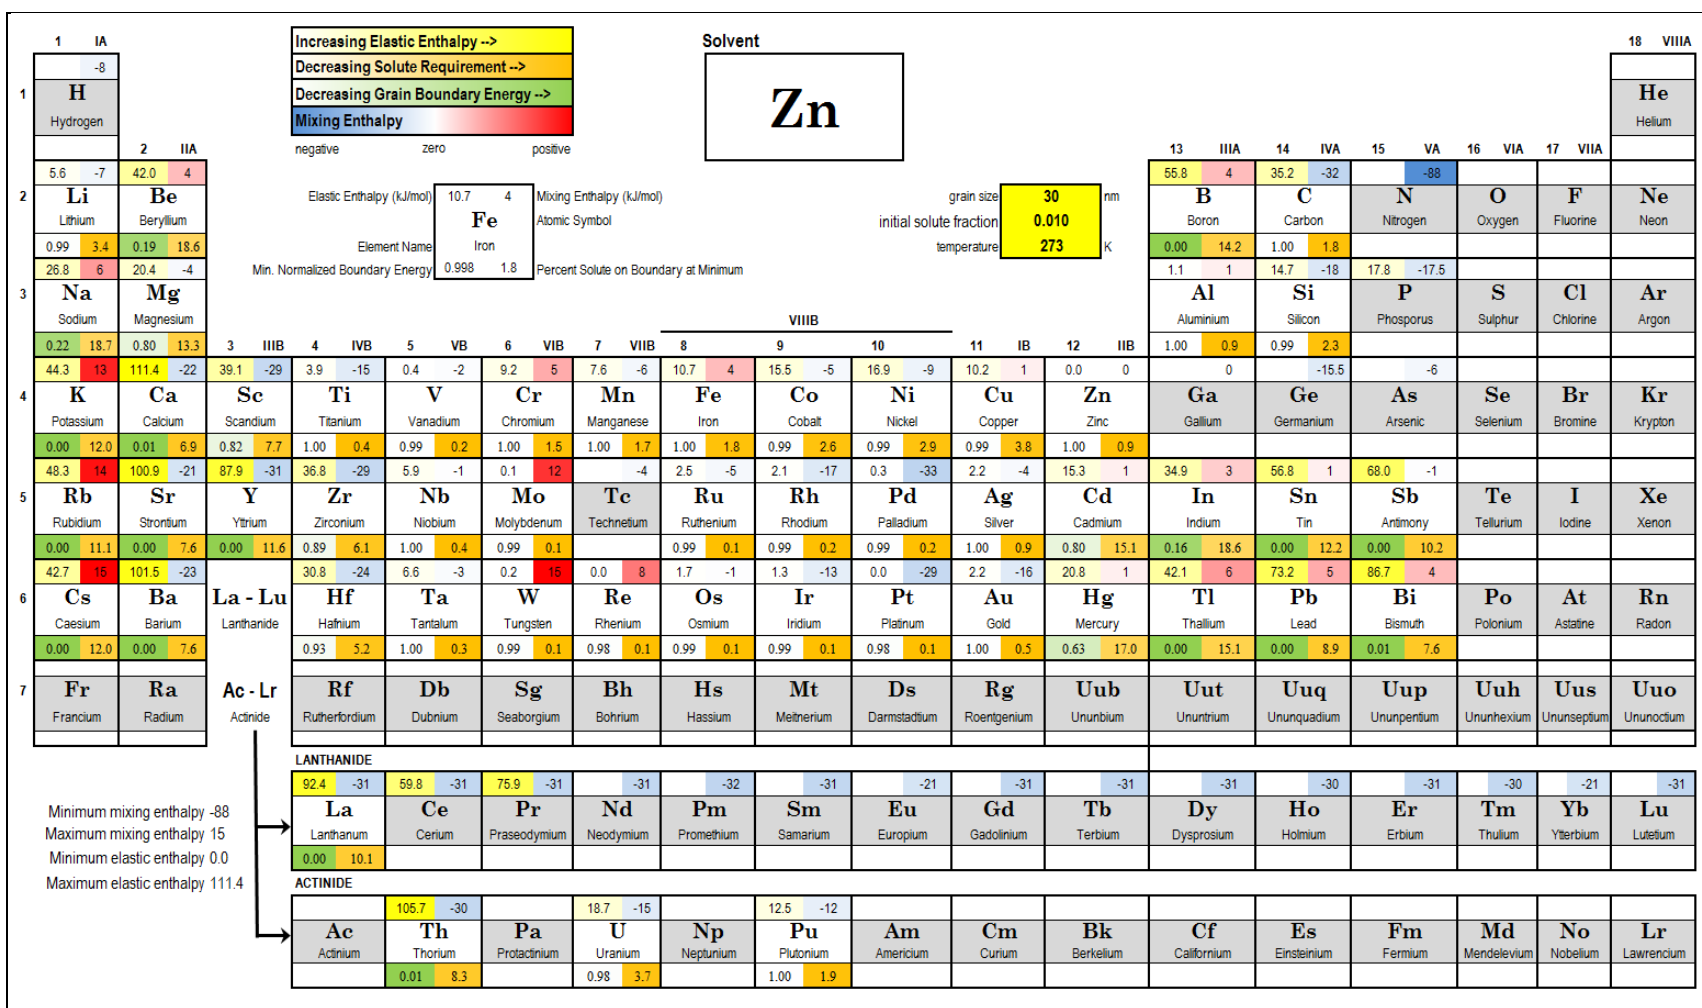 1 IA
18 VIIIA
Increasing Elastic Enthalpy -->
Decreasing Solute Requirement -->
Decreasing Grain Boundary Energy -->
Mixing Enthalpy
negative zero positive
Solvent
Zn
-8
1 H He
Hydrogen Helium
2 IIA 13 IIIA 14 IVA 15 VA 16 VIA 17 VIIA
5.6 -7 42.0 4 55.8 4 35.2 -32 -88
Elastic Enthalpy (kJ/mol) 10.7 4 Mixing Enthalpy (kJ/mol)
Fe Atomic Symbol
Element Name Iron
Min. Normalized Boundary Energy 0.998 1.8 Percent Solute on Boundary at Minimum
grain size 30 nm
initial solute fraction 0.010
temperature 273 K
2 Li Be B C N O F Ne
Lithium Beryllium Boron Carbon Nitrogen Oxygen Fluorine Neon
0.99 3.4 0.19 18.6 0.00 14.2 1.00 1.8
26.8 6 20.4 -4 1.1 1 14.7 -18 17.8 -17.5
3 Na Mg Al Si P S Cl Ar
Sodium Magnesium Aluminium Silicon Phosporus Sulphur Chlorine Argon
VIIIB
0.22 18.7 0.80 13.3 3 IIIB 4 IVB 5 VB 6 VIB 7 VIIB 8 9 10 11 IB 12 IIB 1.00 0.9 0.99 2.3
44.3 13 111.4 -22 39.1 -29 3.9 -15 0.4 -2 9.2 5 7.6 -6 10.7 4 15.5 -5 16.9 -9 10.2 1 0.0 0 0 -15.5 -6
4 K Ca Sc Ti V Cr Mn Fe Co Ni Cu Zn Ga Ge As Se Br Kr
Potassium Calcium Scandium Titanium Vanadium Chromium Manganese Iron Cobalt Nickel Copper Zinc Gallium Germanium Arsenic Selenium Bromine Krypton
0.00 12.0 0.01 6.9 0.82 7.7 1.00 0.4 0.99 0.2 1.00 1.5 1.00 1.7 1.00 1.8 0.99 2.6 0.99 2.9 0.99 3.8 1.00 0.9
48.3 14 100.9 -21 87.9 -31 36.8 -29 5.9 -1 0.1 12 -4 2.5 -5 2.1 -17 0.3 -33 2.2 -4 15.3 1 34.9 3 56.8 1 68.0 -1
5 Rb Sr Y Zr Nb Mo Tc Ru Rh Pd Ag Cd In Sn Sb Te I Xe
Rubidium Strontium Yttrium Zirconium Niobium Molybdenum Technetium Ruthenium Rhodium Palladium Silver Cadmium Indium Tin Antimony Tellurium Iodine Xenon
0.00 11.1 0.00 7.6 0.00 11.6 0.89 6.1 1.00 0.4 0.99 0.1 0.99 0.1 0.99 0.2 0.99 0.2 1.00 0.9 0.80 15.1 0.16 18.6 0.00 12.2 0.00 10.2
42.7 15 101.5 -23 30.8 -24 6.6 -3 0.2 15 0.0 8 1.7 -1 1.3 -13 0.0 -29 2.2 -16 20.8 1 42.1 6 73.2 5 86.7 4
6 Cs Ba La - Lu Hf Ta W Re Os Ir Pt Au Hg Tl Pb Bi Po At Rn
Caesium Barium Lanthanide Hafnium Tantalum Tungsten Rhenium Osmium Iridium Platinum Gold Mercury Thallium Lead Bismuth Polonium Astatine Radon
0.00 12.0 0.00 7.6 0.93 5.2 1.00 0.3 0.99 0.1 0.98 0.1 0.99 0.1 0.99 0.1 0.98 0.1 1.00 0.5 0.63 17.0 0.00 15.1 0.00 8.9 0.01 7.6
7 Fr Ra Ac - Lr Rf Db Sg Bh Hs Mt Ds Rg Uub Uut Uuq Uup Uuh Uus Uuo
Francium Radium Actinide Rutherfordium Dubnium Seaborgium Bohrium Hassium Meitnerium Darmstadtium Roentgenium Ununbium Ununtrium Ununquadium Ununpentium Ununhexium Ununseptium Ununoctium
LANTHANIDE
92.4 -31 59.8 -31 75.9 -31 -31 -32 -31 -21 -31 -31 -31 -30 -31 -30 -21 -31
La Ce Pr Nd Pm Sm Eu Gd Tb Dy Ho Er Tm Yb Lu
Lanthanum Cerium Praseodymium Neodymium Promethium Samarium Europium Gadolinium Terbium Dysprosium Holmium Erbium Thulium Ytterbium Lutetium
0.00 10.1
Minimum mixing enthalpy -88
Maximum mixing enthalpy 15
Minimum elastic enthalpy 0.0
Maximum elastic enthalpy 111.4
ACTINIDE
105.7 -30 18.7 -15 12.5 -12
Ac Th Pa U Np Pu Am Cm Bk Cf Es Fm Md No Lr
Actinium Thorium Protactinium Uranium Neptunium Plutonium Americium Curium Berkelium Californium Einsteinium Fermium Mendelevium Nobelium Lawrencium
0.01 8.3 0.98 3.7 1.00 1.9